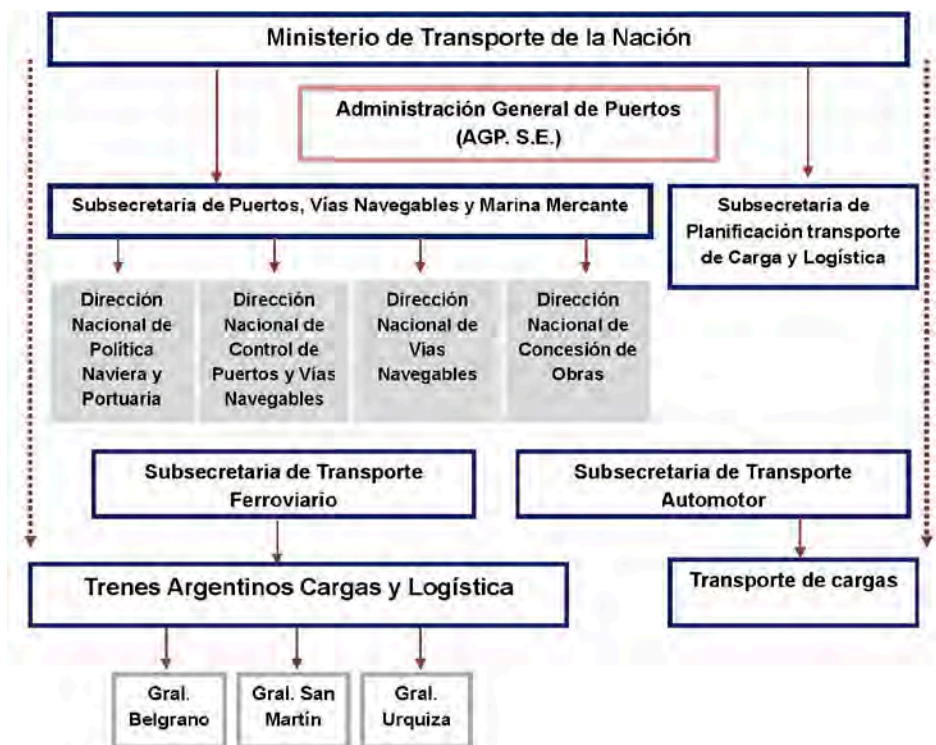 Ministerio de Transporte de la Nación
Administración General de Puertos
(AGP. S.E.)
Subsecretaría de Puertos, Vías Navegables y Marina Mercante
Subsecretaria de
Planificación transporte
de Carga y Logística
Dirección
Nacional de
Política
Naviera y
Portuaria
Dirección
Nacional de
Control de
Puertos y Vías
Navegables
Dirección
Nacional de
Vías
Navegables
Dirección
Nacional de
Concesión de
Obras
Subsecretaria de Transporte
Ferroviario
Subsecretaria de Transporte
Automotor
Trenes Argentinos Cargas y Logística
Transporte de cargas
Gral.
Belgrano
Gral. San
Martín
Gral.
Urquiza